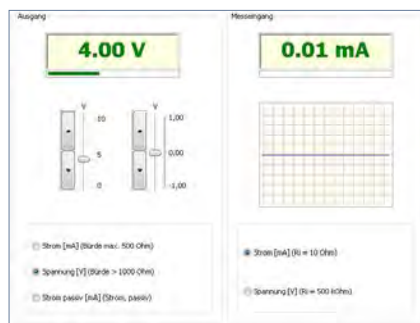 Ausgang
4.00 V
V
10
5
0
V
1,00
0.00
-1,00
Strom [mA] (Bürde max. 500 Ohm)
Spannung [V] (Bürde > 1000 Ohm)
Strom passiv [mA] (Strom, passiv)
Messeingang
0.01 mA
Strom [mA] (Ri = 10 Ohm)
Spannung [V] (Ri = 500 kOhm)